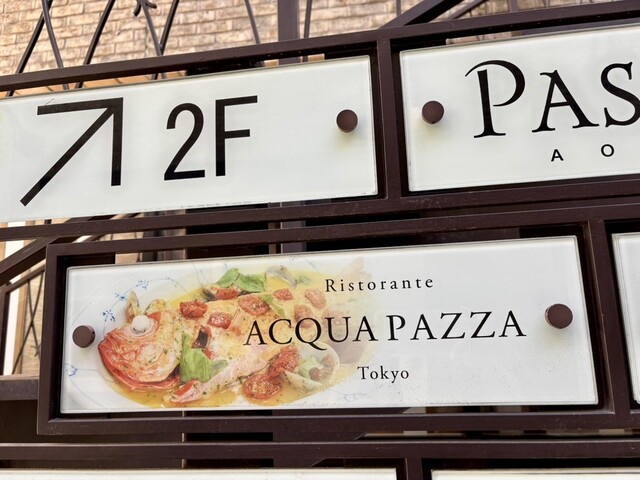 2F
PAS
A O
Ristorante
ACQUA PAZZA
Tokyo